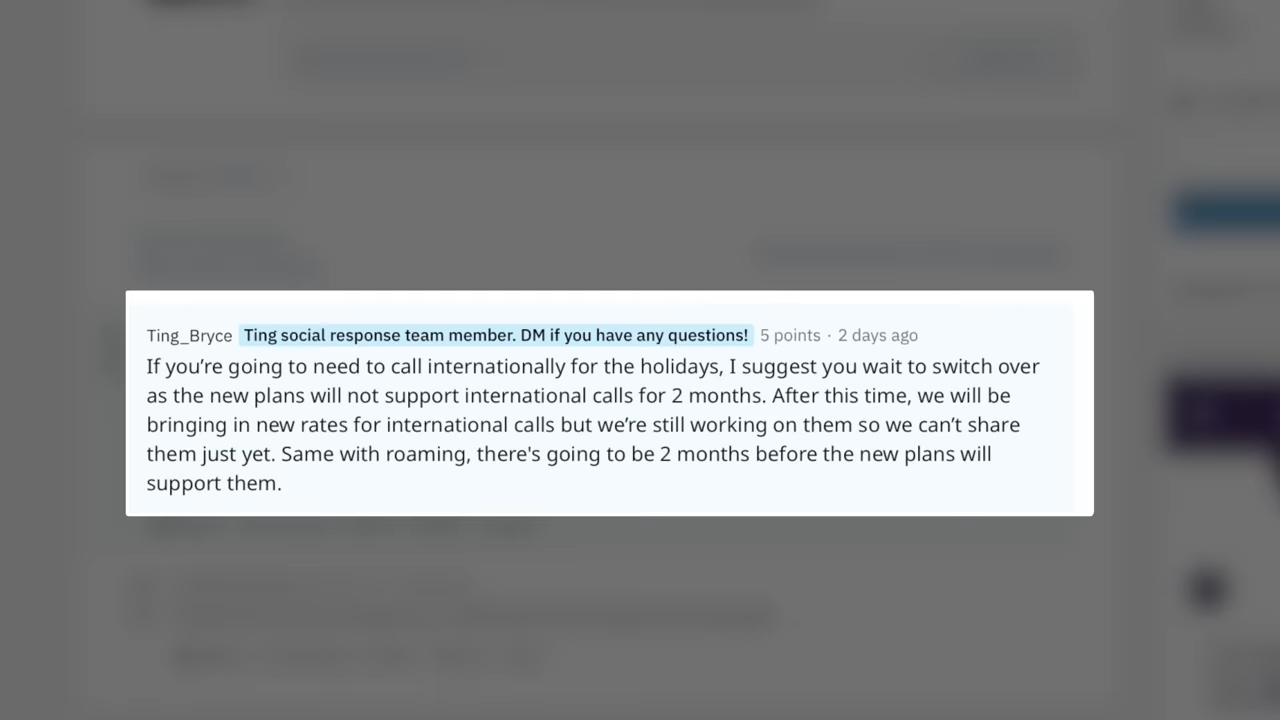 Ting_Bryce Ting social response team member. DM if you have any questions! 5 points · 2 days ago
If you’re going to need to call internationally for the holidays, I suggest you wait to switch over
as the new plans will not support international calls for 2 months. After this time, we will be
bringing in new rates for international calls but we’re still working on them so we can’t share
them just yet. Same with roaming, there's going to be 2 months before the new plans will
support them.